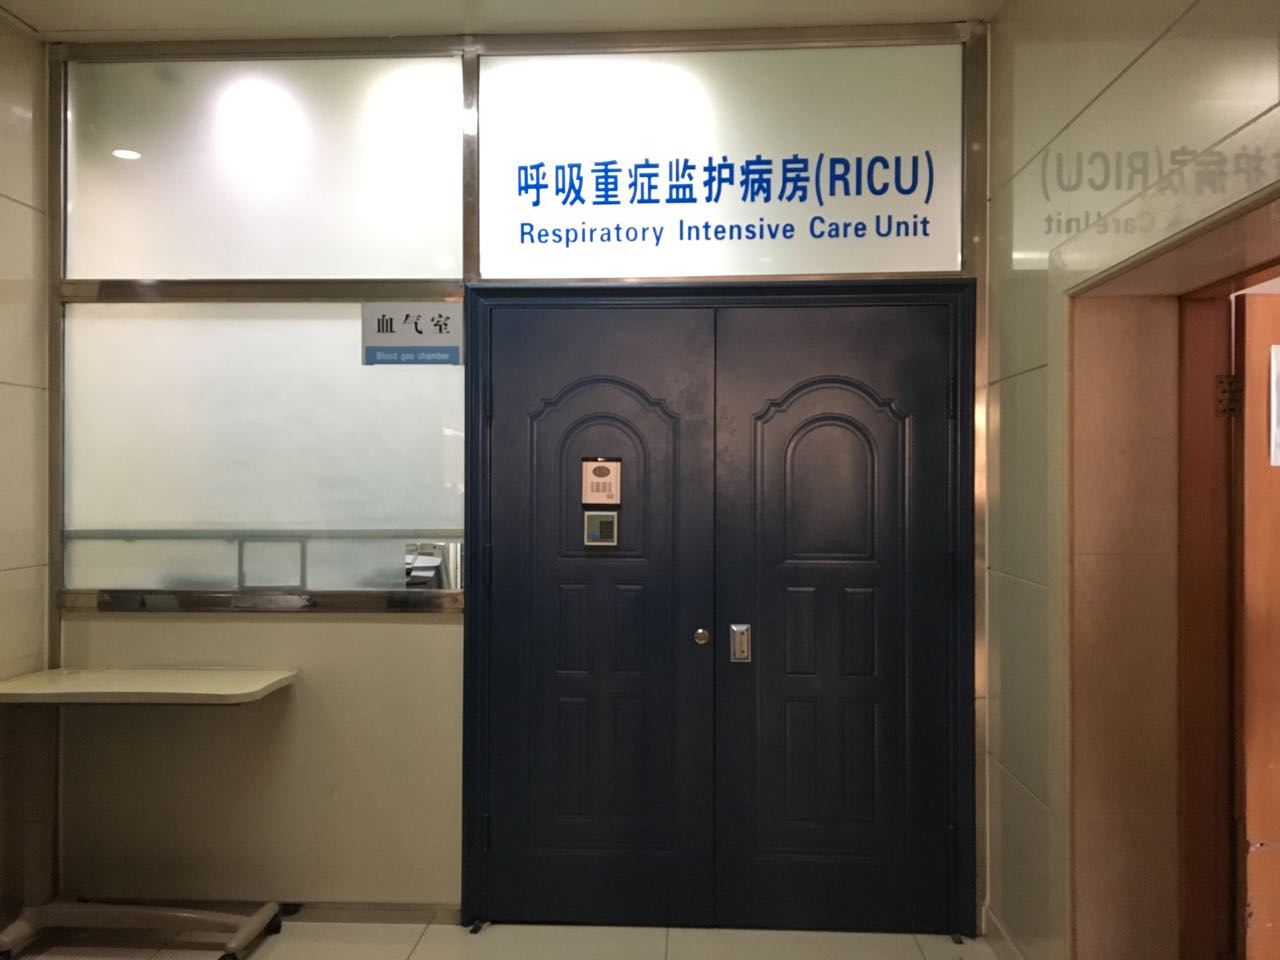 呼吸重症监护病房(RICU)
Respiratory Intensive Care Unit
血气室
Blood gas chamber